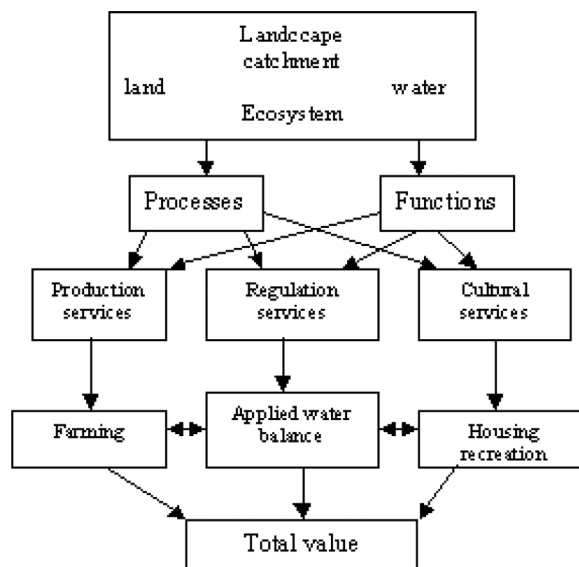 Landccape
catchment
land water
Ecosystem
Processes Functions
Production
services
Regulation
services
Cultural
services
Farming
Applied water
balance
Housing
recreation
Total value